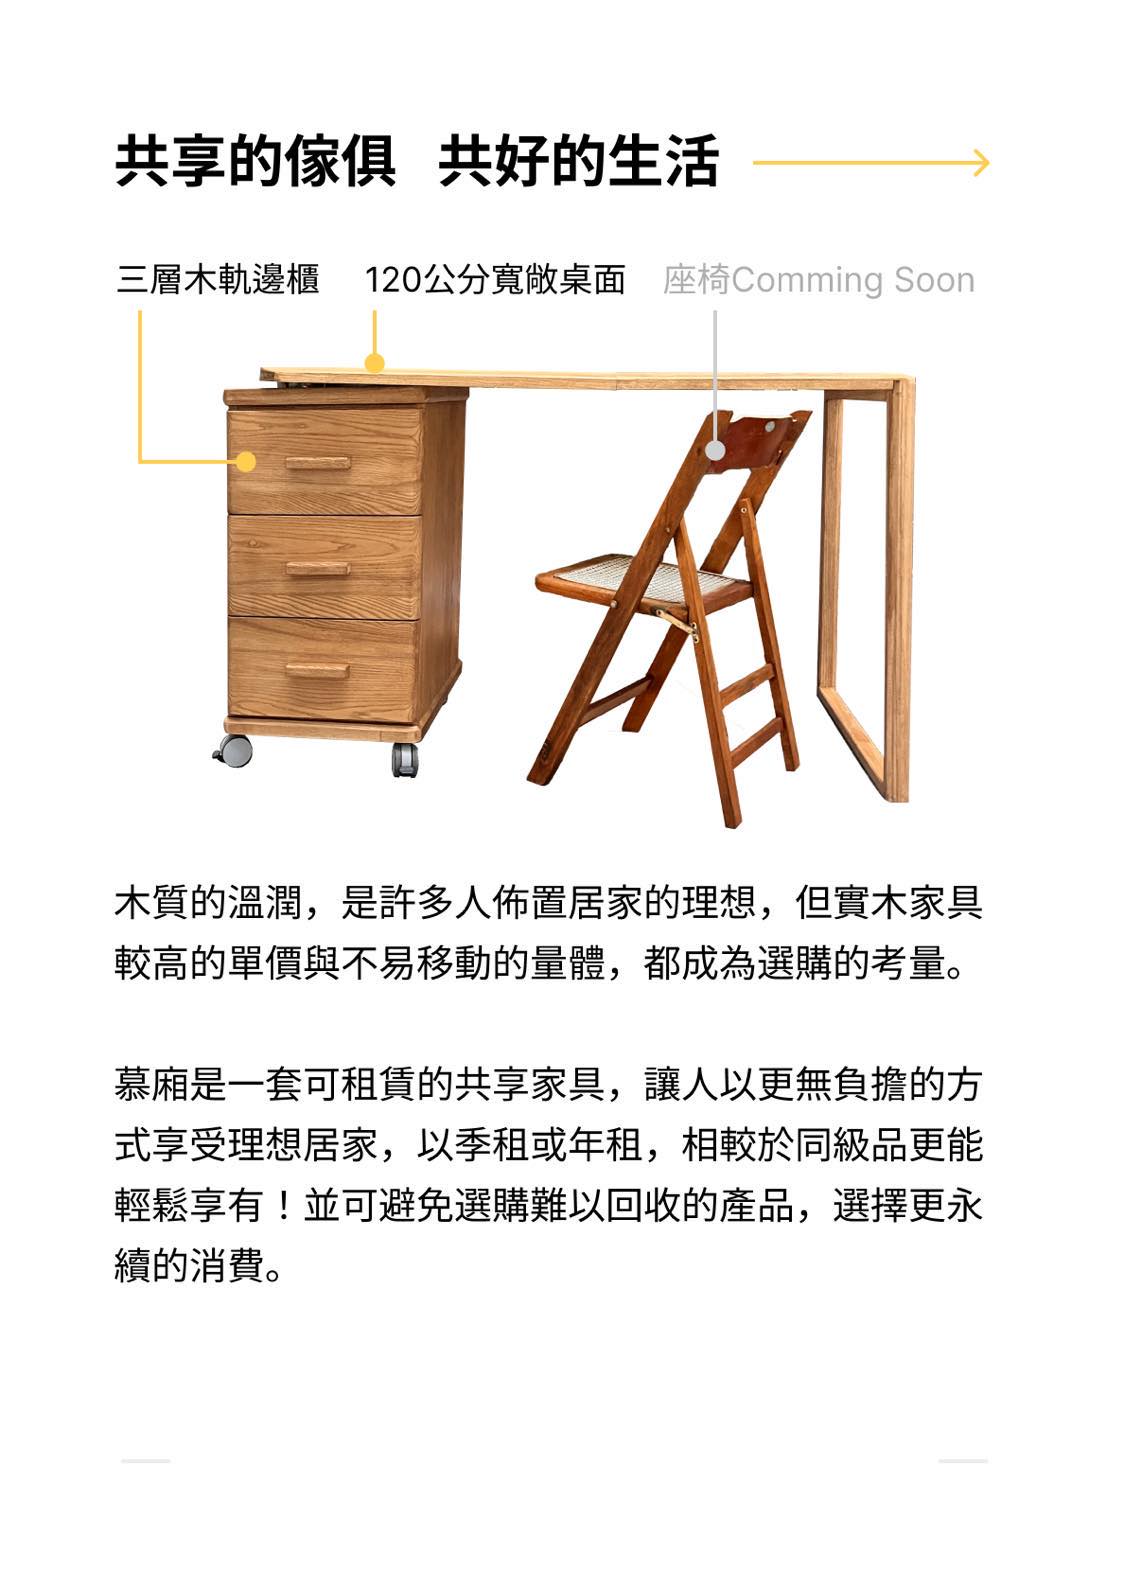 共享的傢俱 共好的生活
三層木軌邊櫃 120公分寬敞桌面 座椅Comming Soon
木質的溫潤，是許多人佈置居家的理想，但實木家具
較高的單價與不易移動的量體，都成為選購的考量。
慕廂是一套可租賃的共享家具，讓人以更無負擔的方
式享受理想居家，以季租或年租，相較於同級品更能
輕鬆享有！並可避免選購難以回收的產品，選擇更永
續的消費。